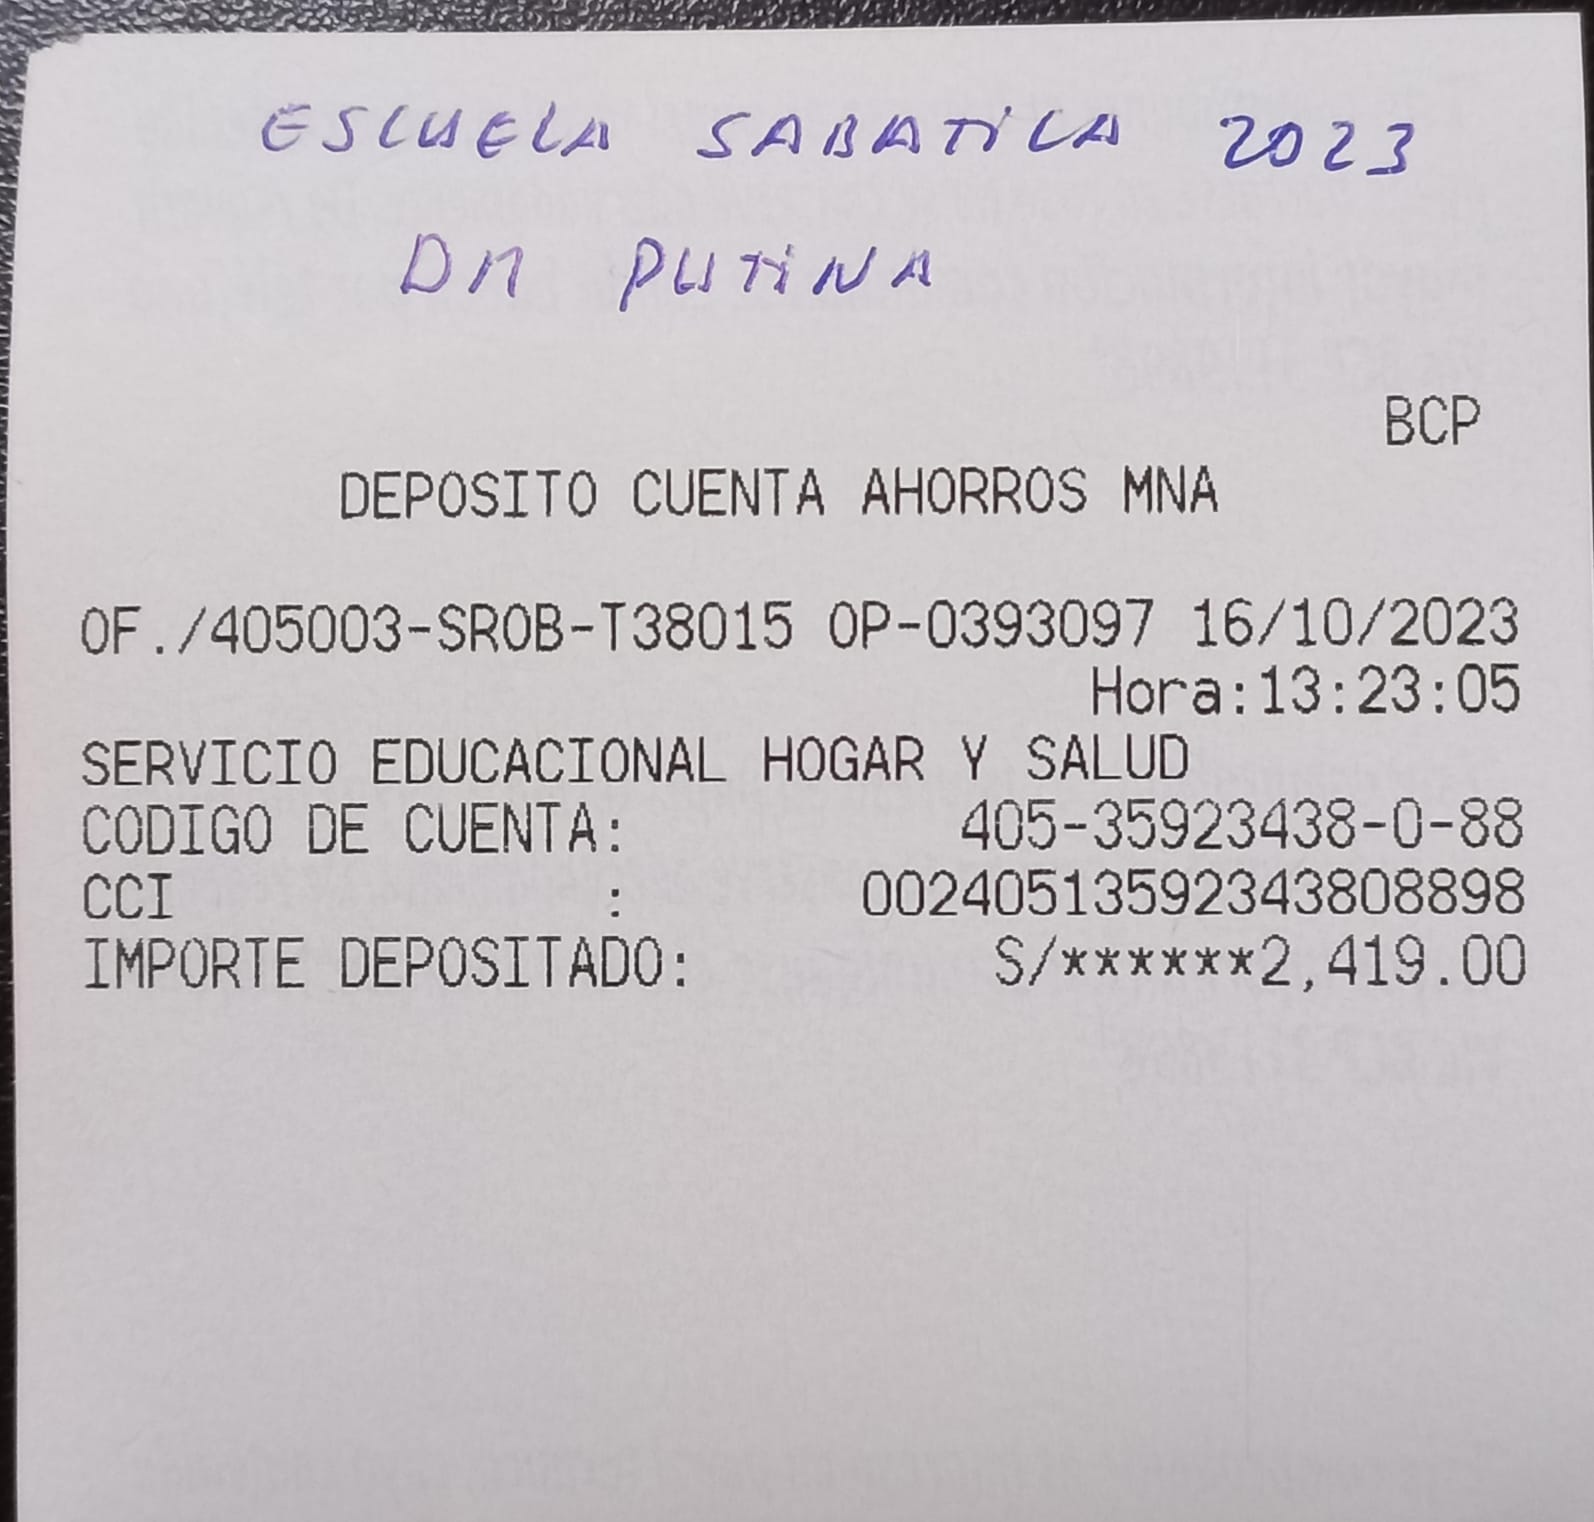 ESCUELA SABATICA 2023
DM PUTINA
BCP
DEPOSITO CUENTA AHORROS MNA
OF./405003-SROB-T38015 OP-0393097 16/10/2023
Hora:13:23:05
SERVICIO EDUCACIONAL HOGAR Y SALUD
CODIGO DE CUENTA: 405-35923438-0-88
CCI : 00240513592343808898
IMPORTE DEPOSITADO: S/******2,419.00